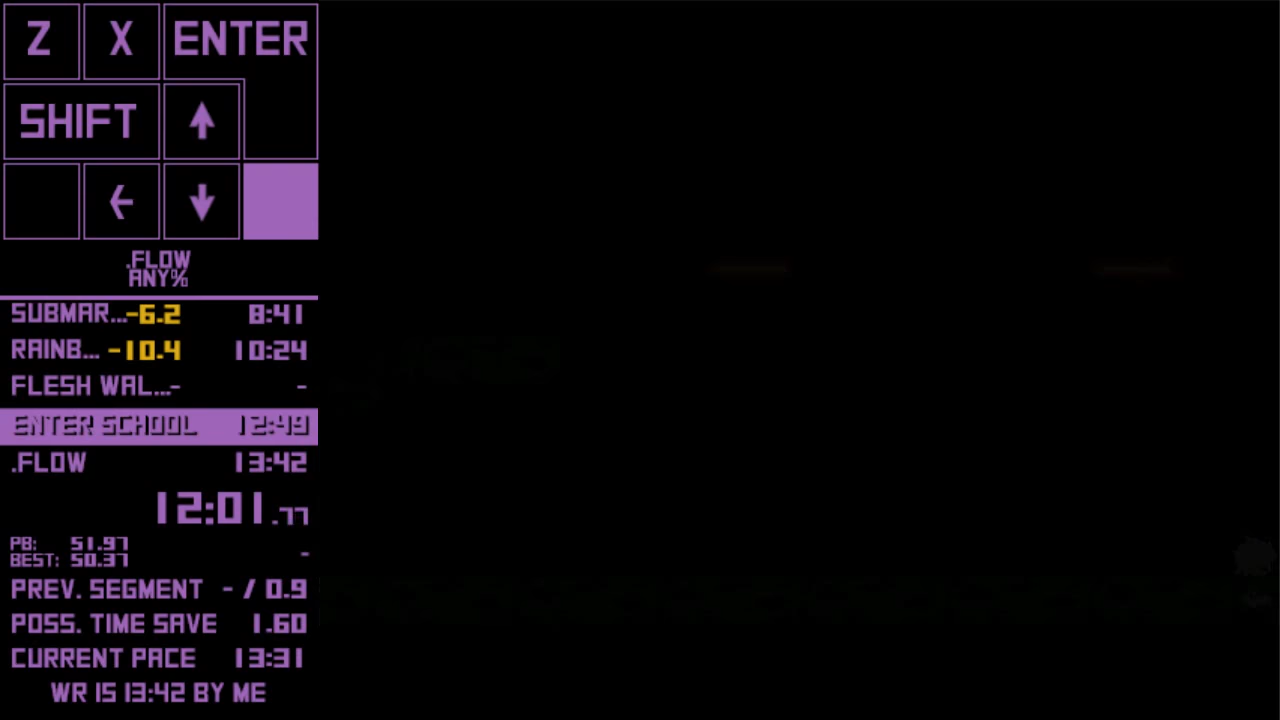 Z X ENTER
SHIFT ↑
← ↓
.FLOW
ANY%
SUBMAR... -6.2 8:41
RAINB... -10.4 10:24
FLESH WAL... - -
ENTER SCHOOL 12:49
.FLOW 13:42
12:01.77
PB: 51.97 -
BEST: 50.37
PREV. SEGMENT - / 0.9
POSS. TIME SAVE 1.60
CURRENT PACE 13:31
WR IS 13:42 BY ME